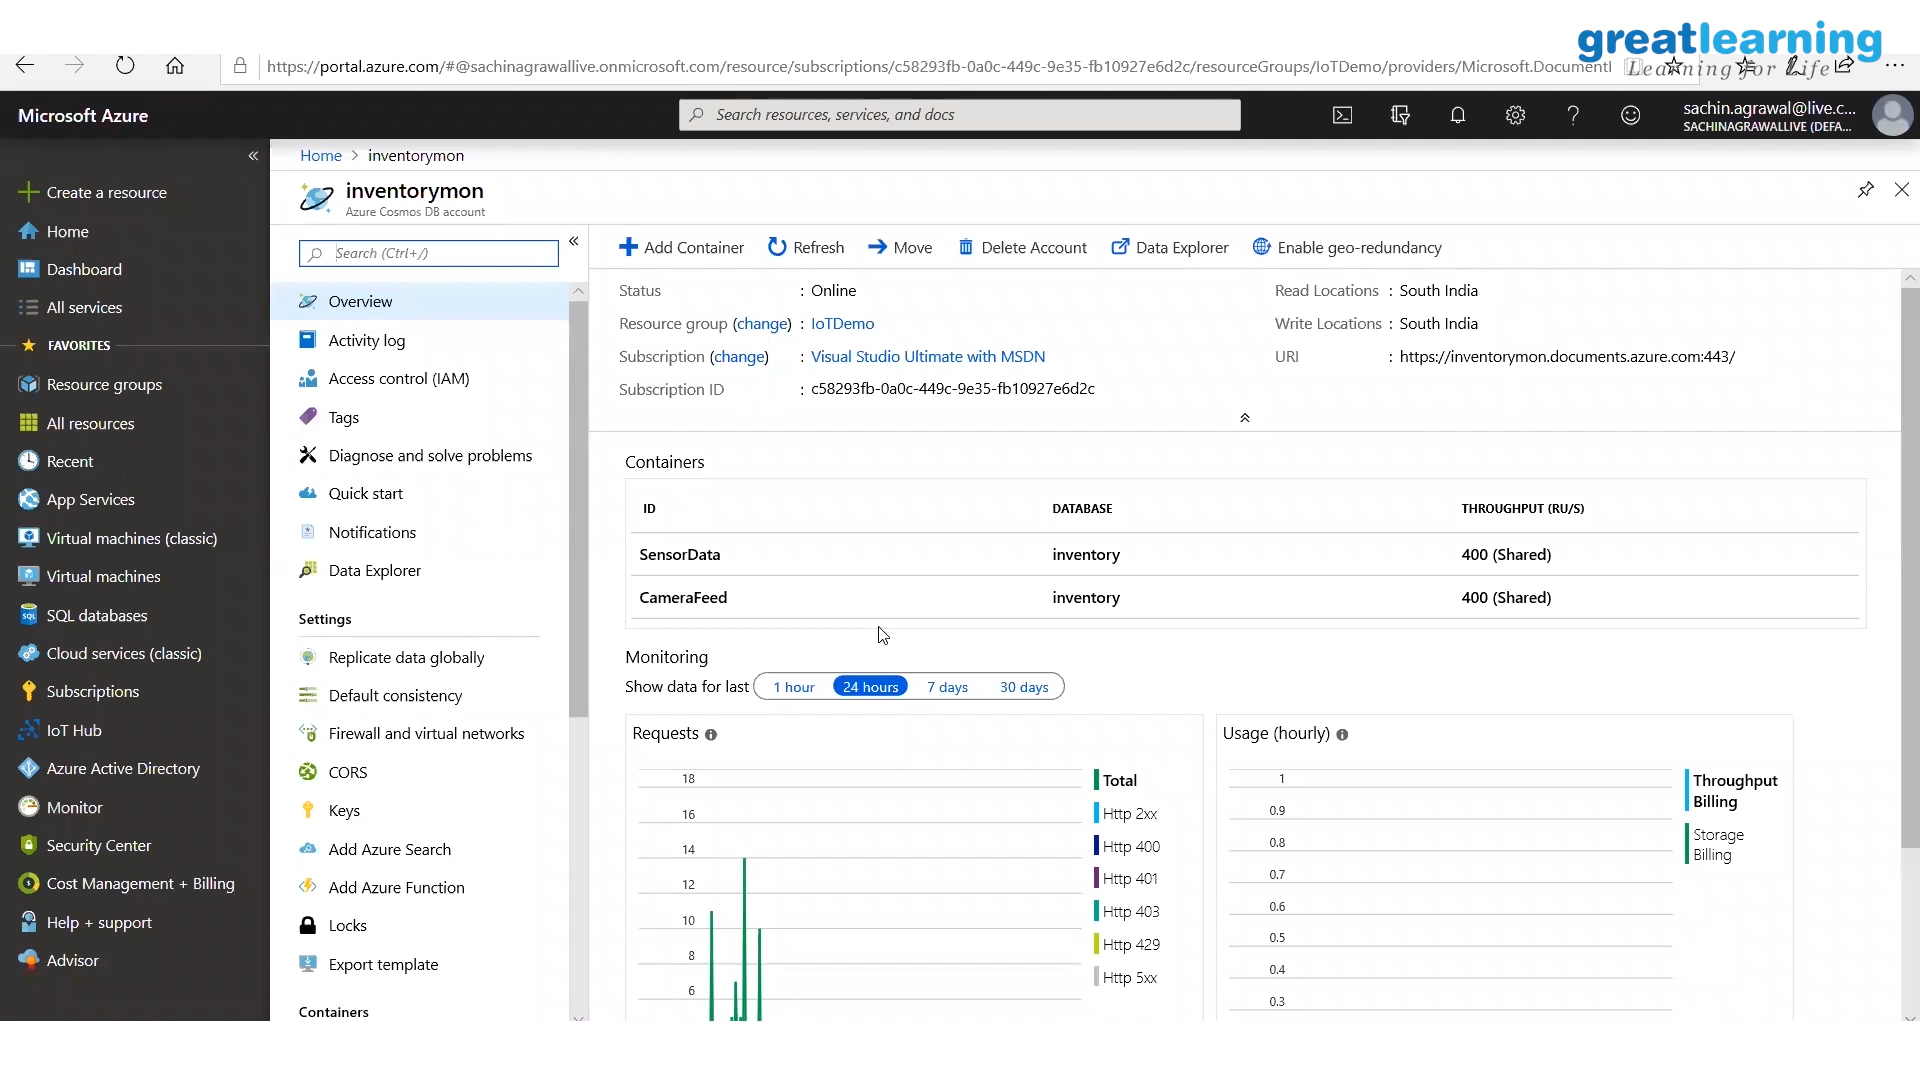 greatlearning
Learning for Life
https://portal.azure.com/#@sachinagrawallive.onmicrosoft.com/resource/subscriptions/c58293fb-0a0c-449c-9e35-fb10927e6d2c/resourceGroups/IoTDemo/providers/Microsoft.Documentl
Microsoft Azure
Search resources, services, and docs
sachin.agrawal@live.c...
SACHINAGRAWALLIVE (DEFA...
Create a resource
Home
Dashboard
All services
FAVORITES
Resource groups
All resources
Recent
App Services
Virtual machines (classic)
Virtual machines
SQL databases
Cloud services (classic)
Subscriptions
IoT Hub
Azure Active Directory
Monitor
Security Center
Cost Management + Billing
Help + support
Advisor
Home > inventorymon
inventorymon
Azure Cosmos DB account
Search (Ctrl+/)
Overview
Activity log
Access control (IAM)
Tags
Diagnose and solve problems
Quick start
Notifications
Data Explorer
Settings
Replicate data globally
Default consistency
Firewall and virtual networks
CORS
Keys
Add Azure Search
Add Azure Function
Locks
Export template
Containers
Add Container Refresh Move Delete Account Data Explorer Enable geo-redundancy
Status : Online
Resource group (change) : IoTDemo
Subscription (change) : Visual Studio Ultimate with MSDN
Subscription ID : c58293fb-0a0c-449c-9e35-fb10927e6d2c
Read Locations : South India
Write Locations : South India
URI : https://inventorymon.documents.azure.com:443/
Containers
ID DATABASE THROUGHPUT (RU/S)
SensorData inventory 400 (Shared)
CameraFeed inventory 400 (Shared)
Monitoring
Show data for last 1 hour 24 hours 7 days 30 days
Requests
18
16
14
12
10
8
6
Total
Http 2xx
Http 400
Http 401
Http 403
Http 429
Http 5xx
Usage (hourly)
1
0.9
0.8
0.7
0.6
0.5
0.4
0.3
Throughput
Billing
Storage
Billing